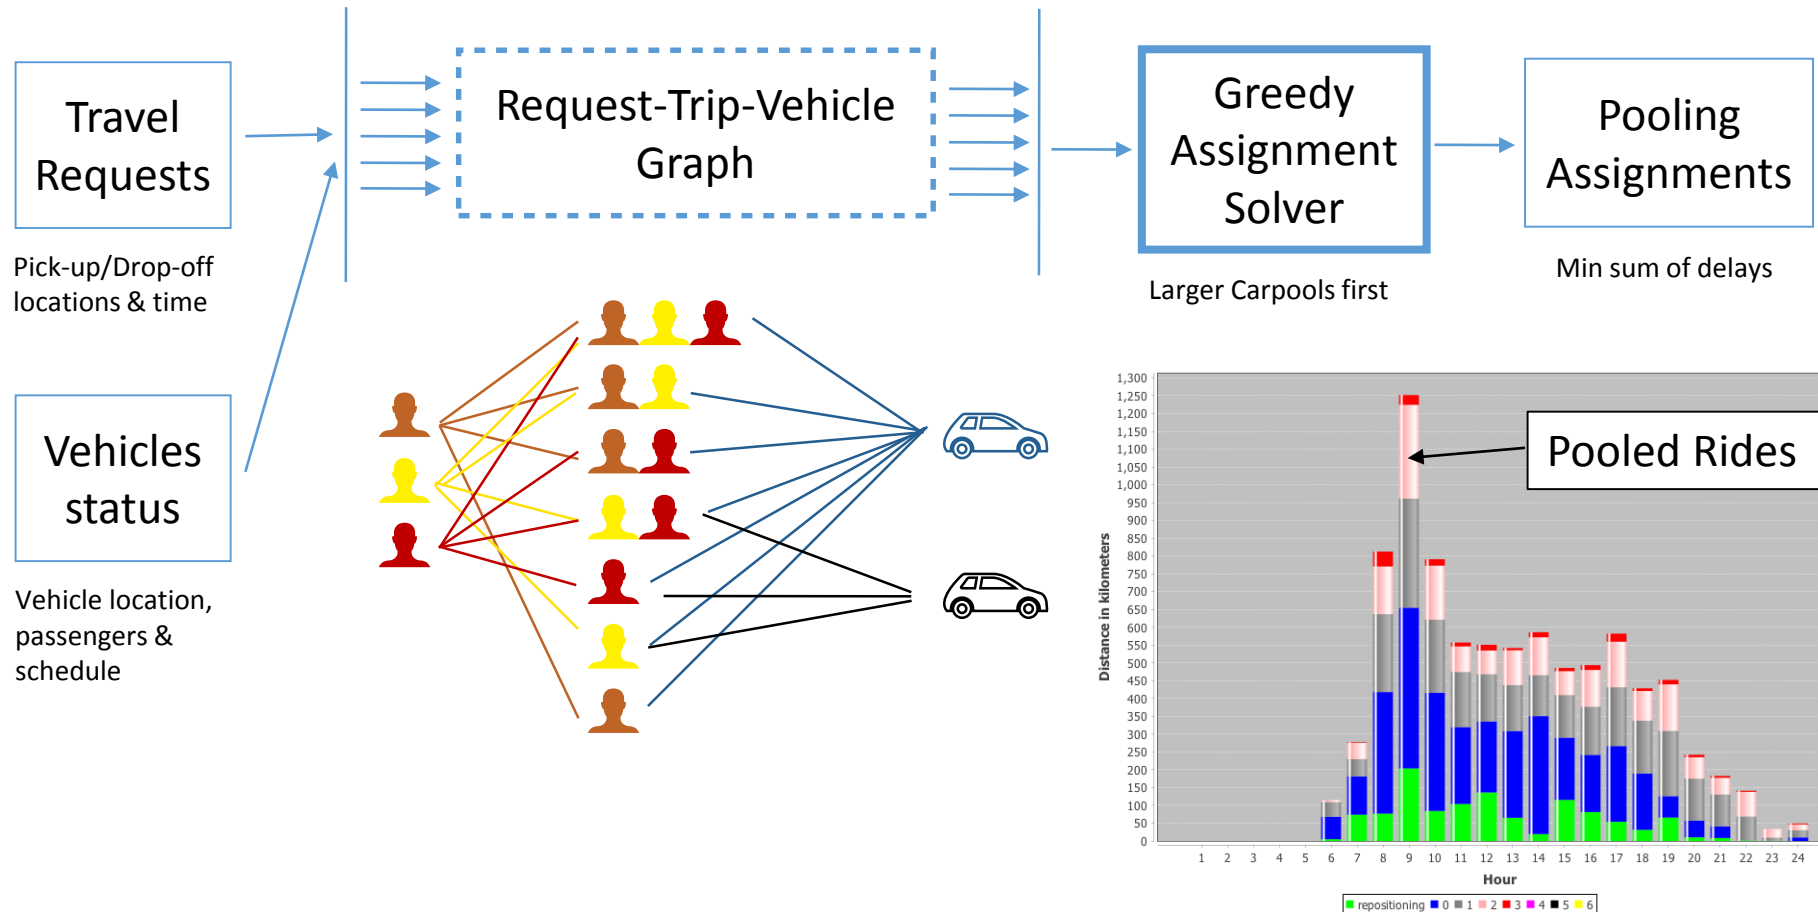 Travel
Requests
Request-Trip-Vehicle
Graph
Greedy
Assignment
Solver
Pooling
Assignments
Pick-up/Drop-off
locations & time
Larger Carpools first
Min sum of delays
Vehicles
status
Vehicle location,
passengers &
schedule
Pooled Rides
1,300
1,250
1,200
1,150
1,100
1,050
1,000
950
900
850
800
750
700
650
600
550
500
450
400
350
300
250
200
150
100
50
0
Distance in kilometers
1 2 3 4 5 6 7 8 9 10 11 12 13 14 15 16 17 18 19 20 21 22 23 24
Hour
repositioning 0 1 2 3 4 5 6